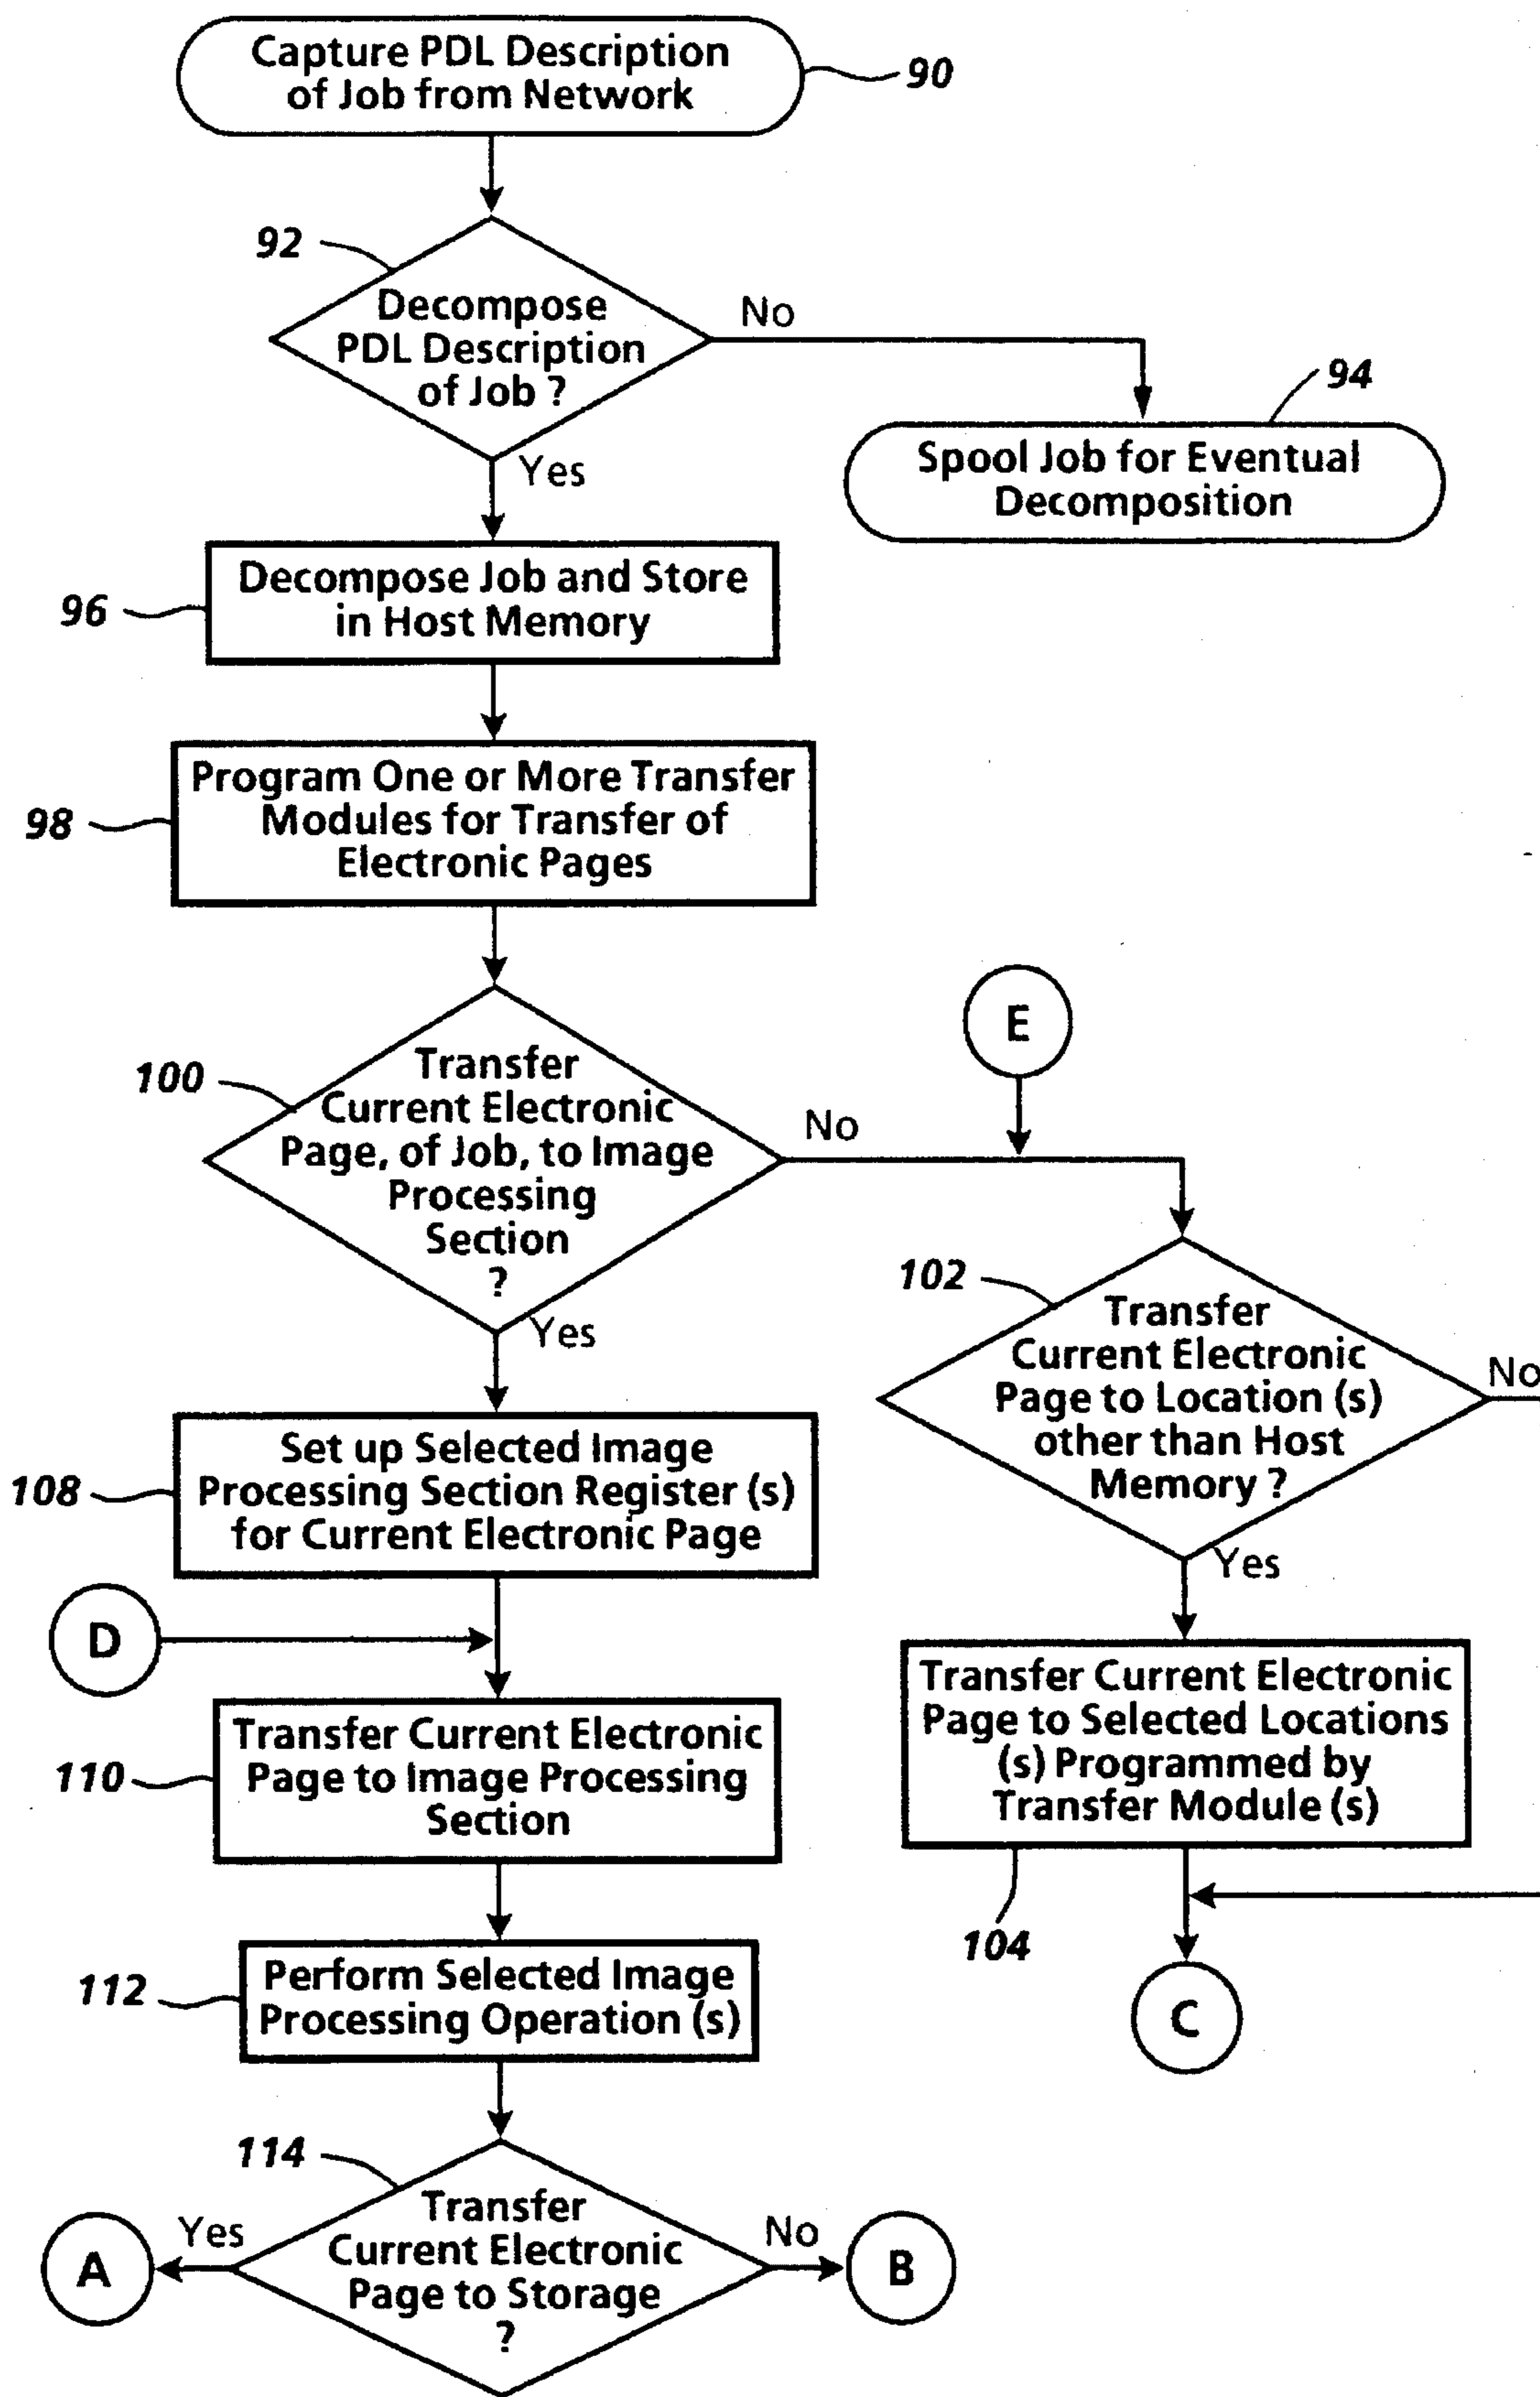 Capture PDL Description
of Job from Network
90
92
Decompose
PDL Description
of Job ?
No
Yes
94
Spool Job for Eventual
Decomposition
96
Decompose Job and Store
in Host Memory
98
Program One or More Transfer
Modules for Transfer of
Electronic Pages
E
100
Transfer
Current Electronic
Page, of Job, to Image
Processing
Section
?
No
Yes
102
Transfer
Current Electronic
Page to Location (s)
other than Host
Memory ?
No
Yes
108
Set up Selected Image
Processing Section Register (s)
for Current Electronic Page
D
110
Transfer Current Electronic
Page to Image Processing
Section
Transfer Current Electronic
Page to Selected Locations
(s) Programmed by
Transfer Module (s)
104
C
112
Perform Selected Image
Processing Operation (s)
114
Transfer
Current Electronic
Page to Storage
?
Yes
A
No
B